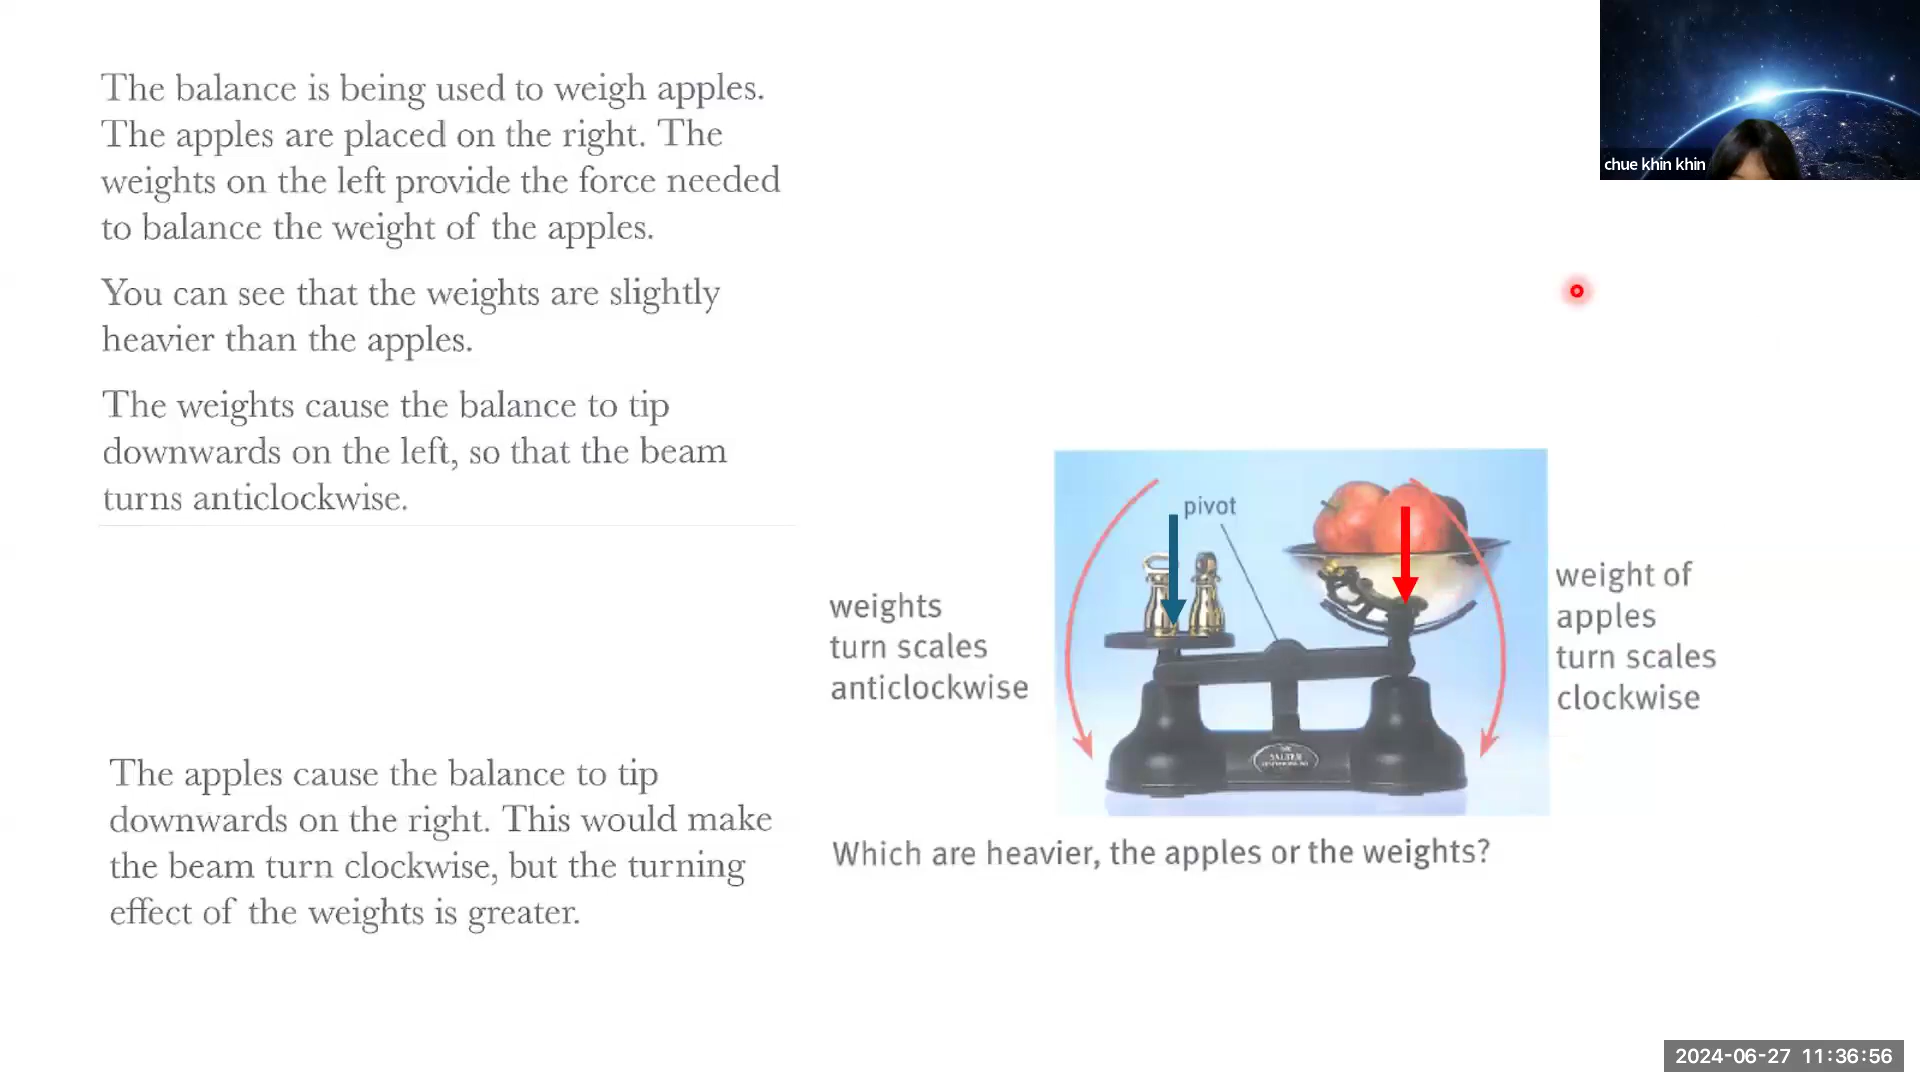 The balance is being used to weigh apples.
The apples are placed on the right. The
weights on the left provide the force needed
to balance the weight of the apples.
You can see that the weights are slightly
heavier than the apples.
The weights cause the balance to tip
downwards on the left, so that the beam
turns anticlockwise.
The apples cause the balance to tip
downwards on the right. This would make
the beam turn clockwise, but the turning
effect of the weights is greater.
weights
turn scales
anticlockwise
pivot
SALTER
weight of
apples
turn scales
clockwise
Which are heavier, the apples or the weights?
chue khin khin
2024-06-27 11:36:56